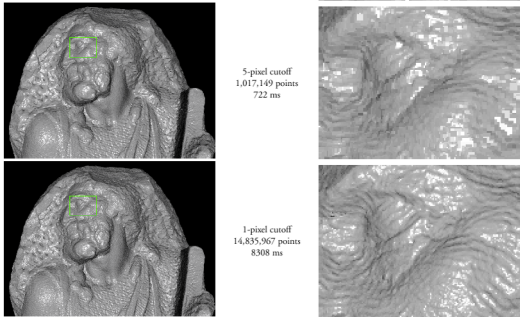 5-pixel cutoff
1,017,149 points
722 ms
1-pixel cutoff
14,835,967 points
8308 ms